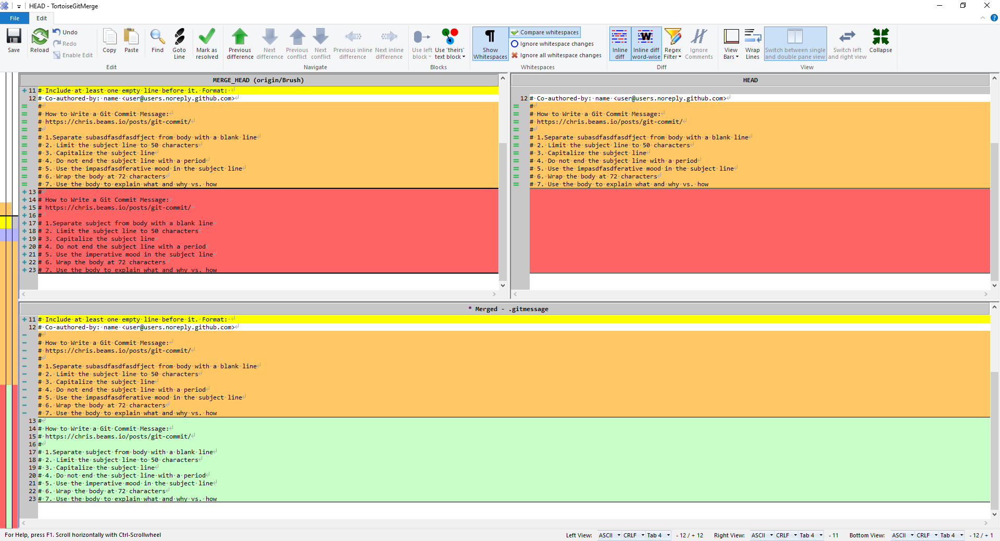 HEAD - TortoiseGitMerge
File
Edit
Save
Reload
Undo
Redo
Enable Edit
Copy
Paste
Find
Goto Line
Mark as resolved
Previous difference
Next difference
Previous conflict
Next conflict
Previous inline difference
Next inline difference
Use left block
Use 'theirs' text block
Show Whitespaces
Compare whitespaces
Ignore whitespace changes
Ignore all whitespace changes
Inline diff
Inline diff word-wise
Regex Filter
Ignore Comments
View Bars
Wrap Lines
Switch between single and double pane view
Switch left and right view
Collapse
Edit
Navigate
Blocks
Whitespaces
Diff
View
MERGE_HEAD (origin/Brush)
11 # Include at least one empty line before it. Format:
12 # Co-authored-by: name <user@users.noreply.github.com>
#
# How to Write a Git Commit Message:
# https://chris.beams.io/posts/git-commit/
#
# 1.Separate subasdfasdfasdfject from body with a blank line
# 2. Limit the subject line to 50 characters
# 3. Capitalize the subject line
# 4. Do not end the subject line with a period
# 5. Use the impasdfasdferative mood in the subject line
# 6. Wrap the body at 72 characters
# 7. Use the body to explain what and why vs. how
13 #
14 # How to Write a Git Commit Message:
15 # https://chris.beams.io/posts/git-commit/
16 #
17 # 1.Separate subject from body with a blank line
18 # 2. Limit the subject line to 50 characters
19 # 3. Capitalize the subject line
20 # 4. Do not end the subject line with a period
21 # 5. Use the imperative mood in the subject line
22 # 6. Wrap the body at 72 characters
23 # 7. Use the body to explain what and why vs. how
HEAD
12 # Co-authored-by: name <user@users.noreply.github.com>
#
# How to Write a Git Commit Message:
# https://chris.beams.io/posts/git-commit/
#
# 1.Separate subasdfasdfasdfject from body with a blank line
# 2. Limit the subject line to 50 characters
# 3. Capitalize the subject line
# 4. Do not end the subject line with a period
# 5. Use the impasdfasdferative mood in the subject line
# 6. Wrap the body at 72 characters
# 7. Use the body to explain what and why vs. how
* Merged - .gitmessage
11 # Include at least one empty line before it. Format:
12 # Co-authored-by: name <user@users.noreply.github.com>
#
# How to Write a Git Commit Message:
# https://chris.beams.io/posts/git-commit/
#
# 1.Separate subasdfasdfasdfject from body with a blank line
# 2. Limit the subject line to 50 characters
# 3. Capitalize the subject line
# 4. Do not end the subject line with a period
# 5. Use the impasdfasdferative mood in the subject line
# 6. Wrap the body at 72 characters
# 7. Use the body to explain what and why vs. how
13 #
14 # How to Write a Git Commit Message:
15 # https://chris.beams.io/posts/git-commit/
16 #
17 # 1.Separate subject from body with a blank line
18 # 2. Limit the subject line to 50 characters
19 # 3. Capitalize the subject line
20 # 4. Do not end the subject line with a period
21 # 5. Use the imperative mood in the subject line
22 # 6. Wrap the body at 72 characters
23 # 7. Use the body to explain what and why vs. how
For Help, press F1. Scroll horizontally with Ctrl-Scrollwheel
Left View: ASCII CRLF Tab 4 - 12 / + 12
Right View: ASCII CRLF Tab 4 - 11
Bottom View: ASCII CRLF Tab 4 - 12 / + 1